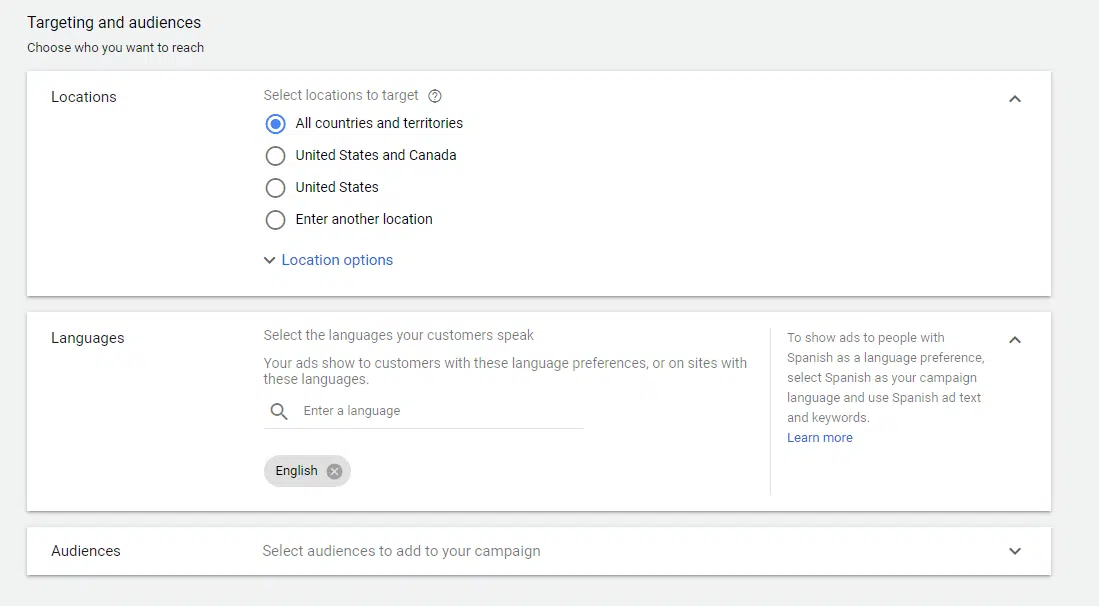 Targeting and audiences
Choose who you want to reach
Locations
Select locations to target
All countries and territories
United States and Canada
United States
Enter another location
Location options
Languages
Select the languages your customers speak
Your ads show to customers with these language preferences, or on sites with
these languages.
Enter a language
English
To show ads to people with
Spanish as a language preference,
select Spanish as your campaign
language and use Spanish ad text
and keywords.
Learn more
Audiences
Select audiences to add to your campaign